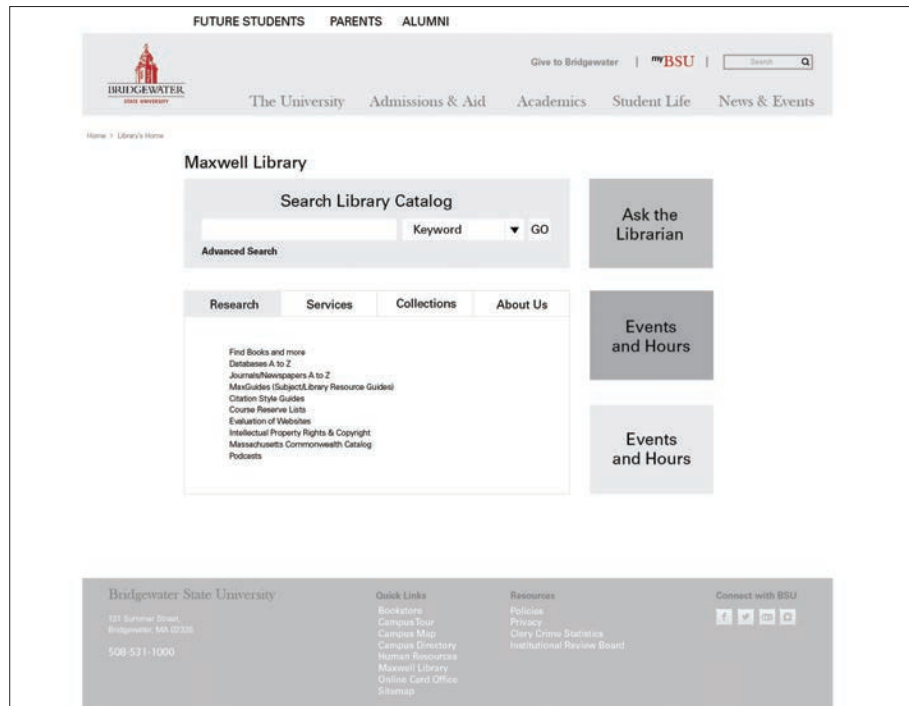 FUTURE STUDENTS PARENTS ALUMNI
BRIDGEWATER
STATE UNIVERSITY
Give to Bridgewater | myBSU | Search
The University Admissions & Aid Academics Student Life News & Events
Home > Library's Home
Maxwell Library
Search Library Catalog
Keyword ▼ GO
Advanced Search
Ask the
Librarian
Research Services Collections About Us
Find Books and more
Databases A to Z
Journals/Newspapers A to Z
MaxGuides (Subject/Library Resource Guides)
Citation Style Guides
Course Reserve Lists
Evaluation of Websites
Intellectual Property Rights & Copyright
Massachusetts Commonwealth Catalog
Podcasts
Events
and Hours
Events
and Hours
Bridgewater State University
131 Summer Street,
Bridgewater, MA 02325
508-531-1000
Quick Links
Bookstore
Campus Tour
Campus Map
Campus Directory
Human Resources
Maxwell Library
Online Card Office
Sitemap
Resources
Policies
Privacy
Clery Crime Statistics
Institutional Review Board
Connect with BSU